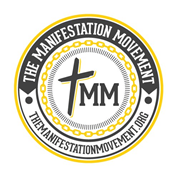 THE MANIFESTATION MOVEMENT
TMM
THEMANIFESTATIONMOVEMENT.ORG